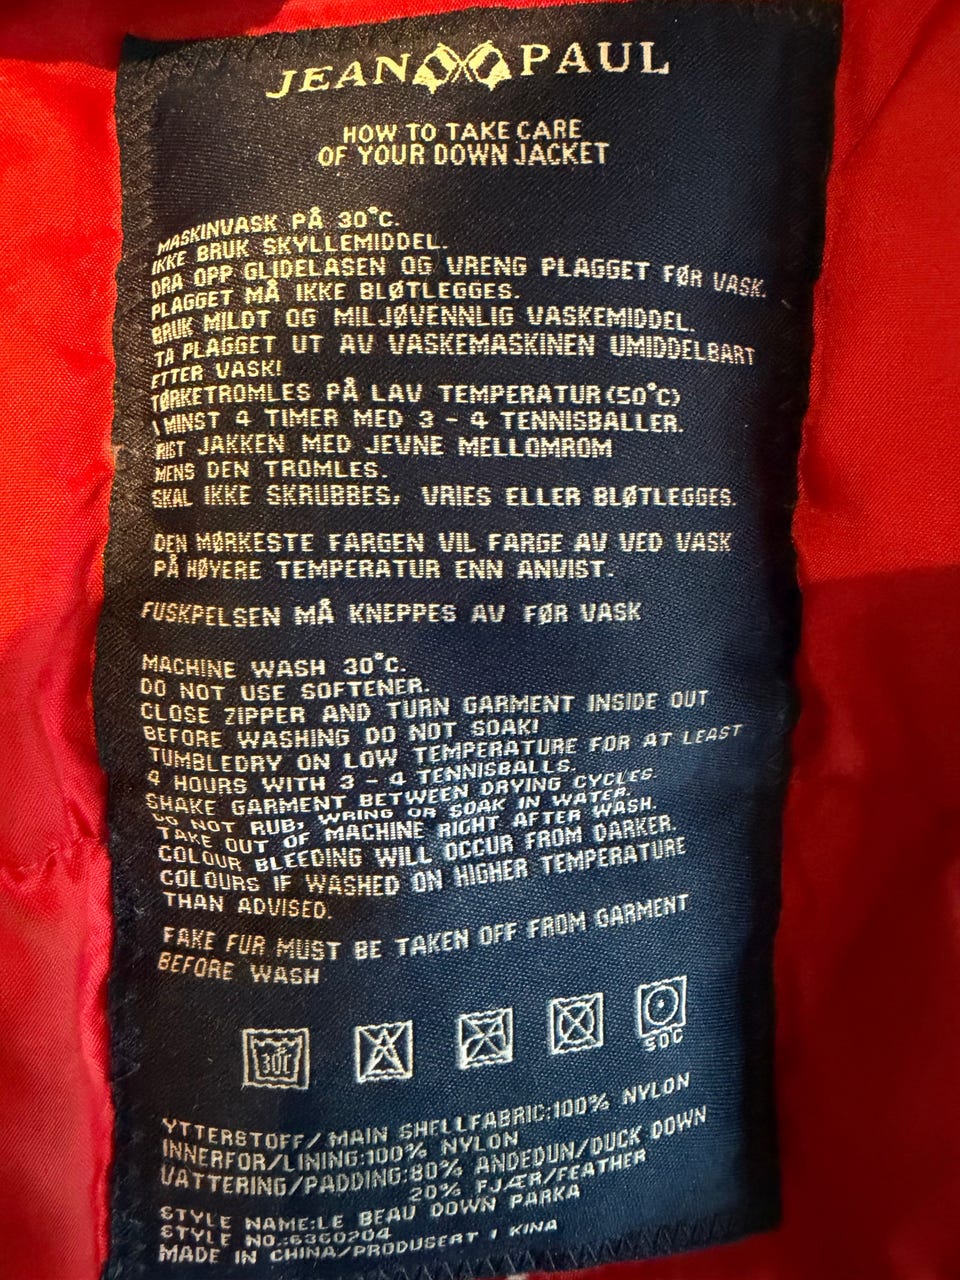 JEAN PAUL
HOW TO TAKE CARE
OF YOUR DOWN JACKET
MASKINVASK PÅ 30°C.
IKKE BRUK SKYLLEMIDDEL.
DRA OPP GLIDELASEN OG VRENG PLAGGET FØR VASK.
PLAGGET MÅ IKKE BLØTLEGGES.
BRUK MILDT OG MILJØVENNLIG VASKEMIDDEL.
TA PLAGGET UT AV VASKEMASKINEN UMIDDELBART
ETTER VASK!
TØRKETROMLES PÅ LAV TEMPERATUR(50°C)
I MINST 4 TIMER MED 3 - 4 TENNISBALLER.
RIST JAKKEN MED JEVNE MELLOMROM
MENS DEN TROMLES.
SKAL IKKE SKRUBBES, VRIES ELLER BLØTLEGGES.
DEN MØRKESTE FARGEN VIL FARGE AV VED VASK
PÅ HØYERE TEMPERATUR ENN ANVIST.
FUSKPELSEN MÅ KNEPPES AV FØR VASK
MACHINE WASH 30°C.
DO NOT USE SOFTENER.
CLOSE ZIPPER AND TURN GARMENT INSIDE OUT
BEFORE WASHING DO NOT SOAK!
TUMBLEDRY ON LOW TEMPERATURE FOR AT LEAST
4 HOURS WITH 3 - 4 TENNISBALLS.
SHAKE GARMENT BETWEEN DRYING CYCLES.
DO NOT RUB, WRING OR SOAK IN WATER.
TAKE OUT OF MACHINE RIGHT AFTER WASH.
COLOUR BLEEDING WILL OCCUR FROM DARKER.
COLOURS IF WASHED ON HIGHER TEMPERATURE
THAN ADVISED.
FAKE FUR MUST BE TAKEN OFF FROM GARMENT
BEFORE WASH
30C
50C
YTTERSTOFF/MAIN SHELLFABRIC:100% NYLON
INNERFOR/LINING:100% NYLON
VATTERING/PADDING:80% ANDEDUN/DUCK DOWN
20% FJÆR/FEATHER
STYLE NAME:LE BEAU DOWN PARKA
STYLE NO.:6360204
MADE IN CHINA/PRODUSERT I KINA